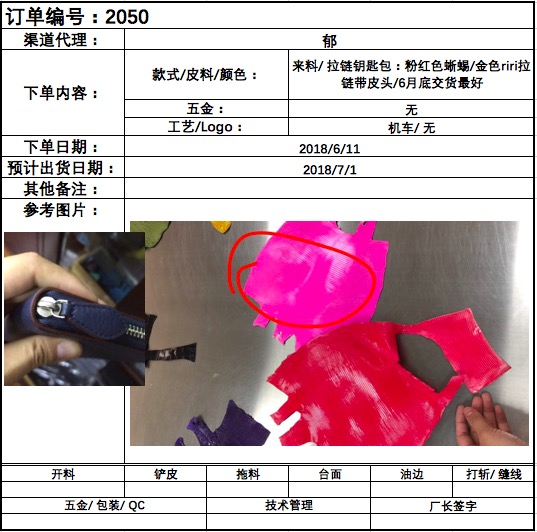 订单编号：2050
渠道代理： 郁
下单内容： 款式/皮料/颜色： 来料/ 拉链钥匙包：粉红色蜥蜴/金色riri拉
链带皮头/6月底交货最好
五金： 无
工艺/Logo： 机车/ 无
下单日期： 2018/6/11
预计出货日期： 2018/7/1
其他备注：
参考图片：
开料 铲皮 拖料 台面 油边 打斩/ 缝线
五金/ 包装/ QC 技术管理 厂长签字